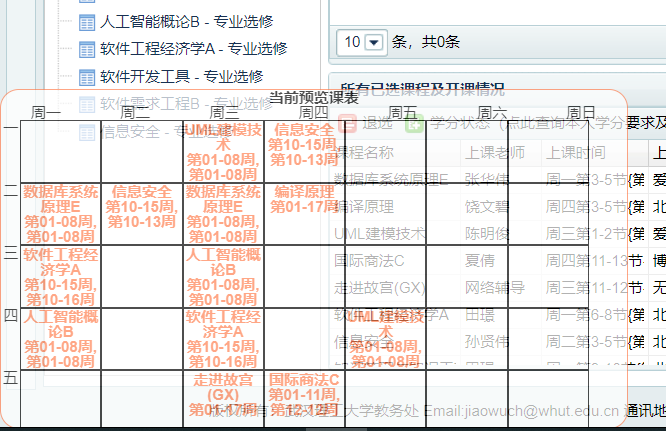 人工智能概论B - 专业选修
软件工程经济学A - 专业选修
软件开发工具 - 专业选修
软件需求工程B - 专业选修
信息安全 - 专业选修
10 条，共0条
所有已选课程及开课情况
退选 学分状态（点此查询本人学分要求及
课程名称 上课老师 上课时间 上
数据库系统原理E 张华伟 周一第3-5节{第 爱
编译原理 饶文碧 周四第3-5节{第 北
UML建模技术 陈明俊 周三第1-2节{第 爱
国际商法C 夏倩 周四第11-13节 博
走进故宫(GX) 网络辅导 周三第11-12节 无
软件工程经济学A 田璟 周一第6-8节{第 北
信息安全 孙贤伟 周二第3-5节{第 北
当前预览课表
周一 周二 周三 周四 周五 周六 周日
一
UML建模技
术
第01-08周,
第01-08周
信息安全
第10-15周,
第10-13周
二
数据库系统
原理E
第01-08周,
第01-08周
信息安全
第10-15周,
第10-13周
数据库系统
原理E
第01-08周,
第01-08周
编译原理
第01-17周
三
软件工程经
济学A
第10-15周,
第10-16周
人工智能概
论B
第01-08周,
第01-08周
四
人工智能概
论B
第01-08周,
第01-08周
软件工程经
济学A
第10-15周,
第10-16周
UML建模技
术
第01-08周,
第01-08周
五
走进故宫
(GX)
第01-17周
国际商法C
第01-11周,
第12-12周
版权所有：武汉理工大学教务处 Email:jiaowuch@whut.edu.cn 通讯地